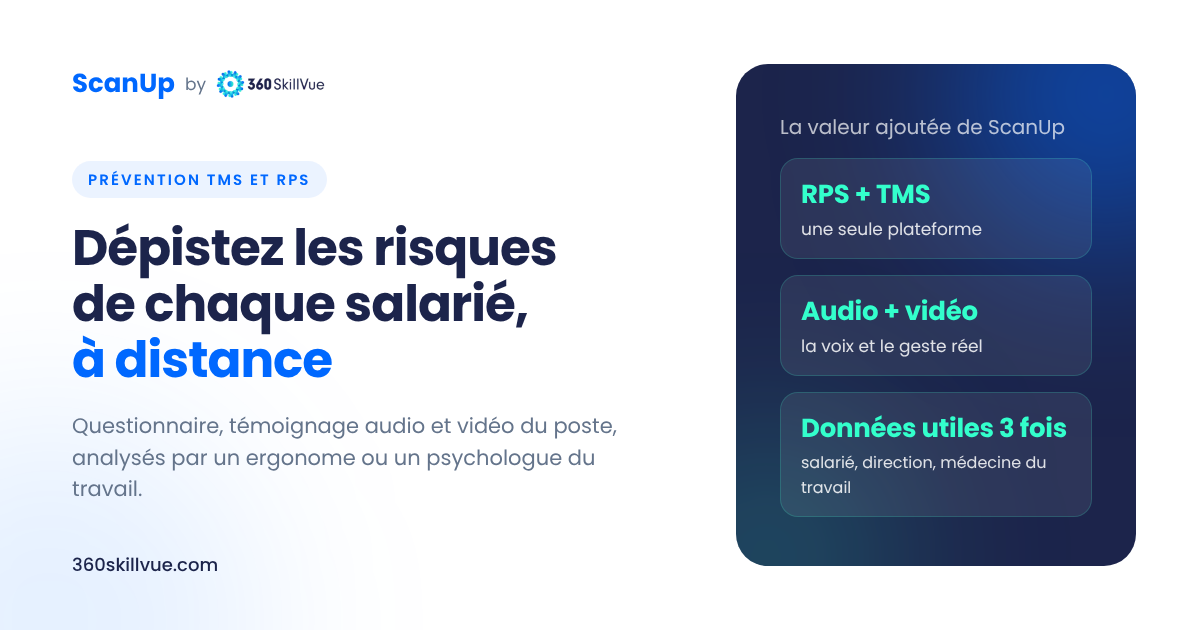 ScanUp by 360 SkillVue
PRÉVENTION TMS ET RPS
Dépistez les risques
de chaque salarié,
à distance
Questionnaire, témoignage audio et vidéo du poste,
analysés par un ergonome ou un psychologue du
travail.
360skillvue.com
La valeur ajoutée de ScanUp
RPS + TMS
une seule plateforme
Audio + vidéo
la voix et le geste réel
Données utiles 3 fois
salarié, direction, médecine du
travail